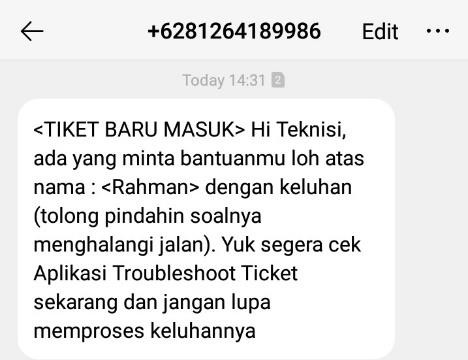 +6281264189986 Edit ...
Today 14:31 2
<TIKET BARU MASUK> Hi Teknisi,
ada yang minta bantuanmu loh atas
nama : <Rahman> dengan keluhan
(tolong pindahin soalnya
menghalangi jalan). Yuk segera cek
Aplikasi Troubleshoot Ticket
sekarang dan jangan lupa
memproses keluhannya